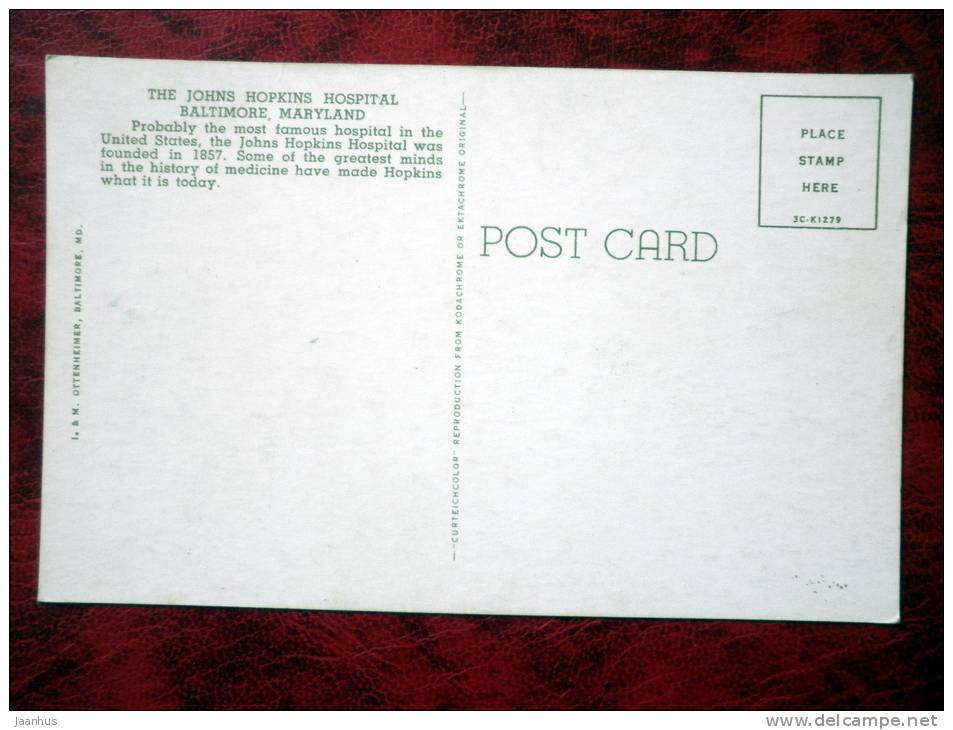 THE JOHNS HOPKINS HOSPITAL
BALTIMORE, MARYLAND
Probably the most famous hospital in the
United States, the Johns Hopkins Hospital was
founded in 1857. Some of the greatest minds
in the history of medicine have made Hopkins
what it is today.
I. & M. OTTENHEIMER, BALTIMORE, MD.
—"CURTEICHCOLOR" REPRODUCTION FROM KODACHROME OR EKTACHROME ORIGINAL—
POST CARD
PLACE
STAMP
HERE
3C-K1279
jaanhus
www.delcampe.net